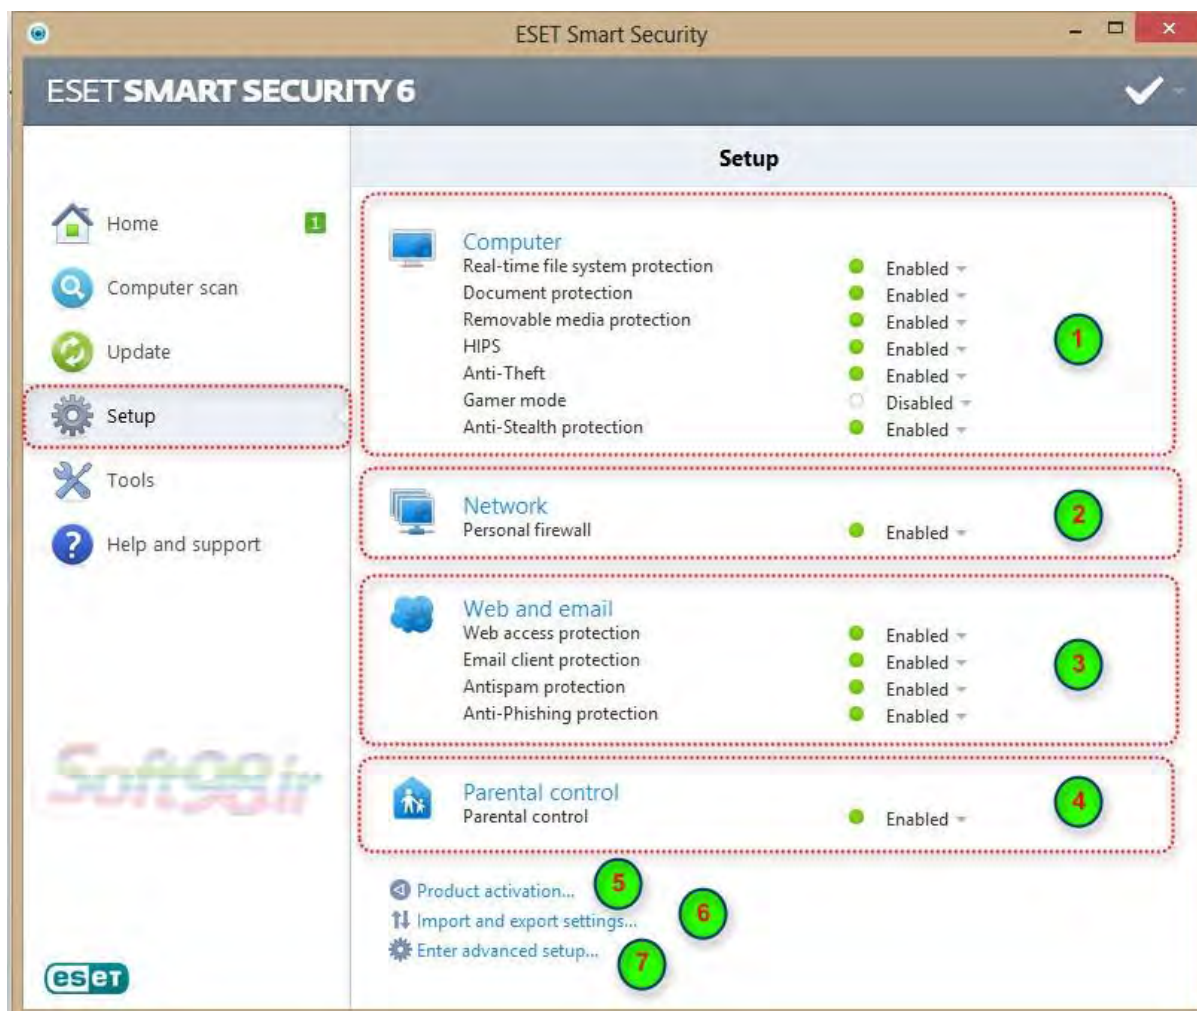 ESET Smart Security
ESET SMART SECURITY 6
Setup
Home 1
Computer scan
Update
Setup
Tools
Help and support
Computer
Real-time file system protection Enabled
Document protection Enabled
Removable media protection Enabled
HIPS Enabled
Anti-Theft Enabled
Gamer mode Disabled
Anti-Stealth protection Enabled
1
Network
Personal firewall Enabled
2
Web and email
Web access protection Enabled
Email client protection Enabled
Antispam protection Enabled
Anti-Phishing protection Enabled
3
Parental control
Parental control Enabled
4
Product activation... 5
Import and export settings... 6
Enter advanced setup... 7
Soft98.ir
eset